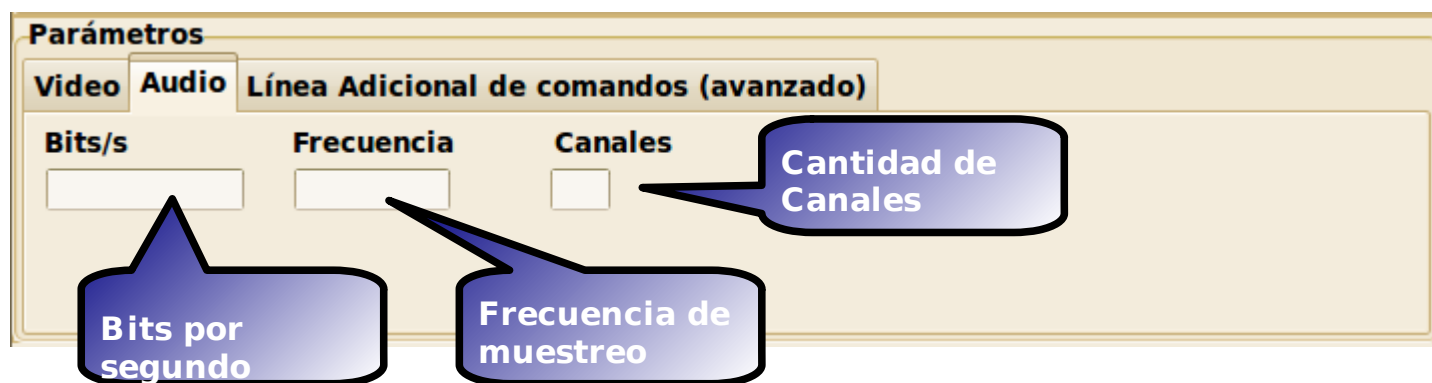 Parámetros
Video Audio Línea Adicional de comandos (avanzado)
Bits/s Frecuencia Canales
Cantidad de
Canales
Bits por
segundo
Frecuencia de
muestreo